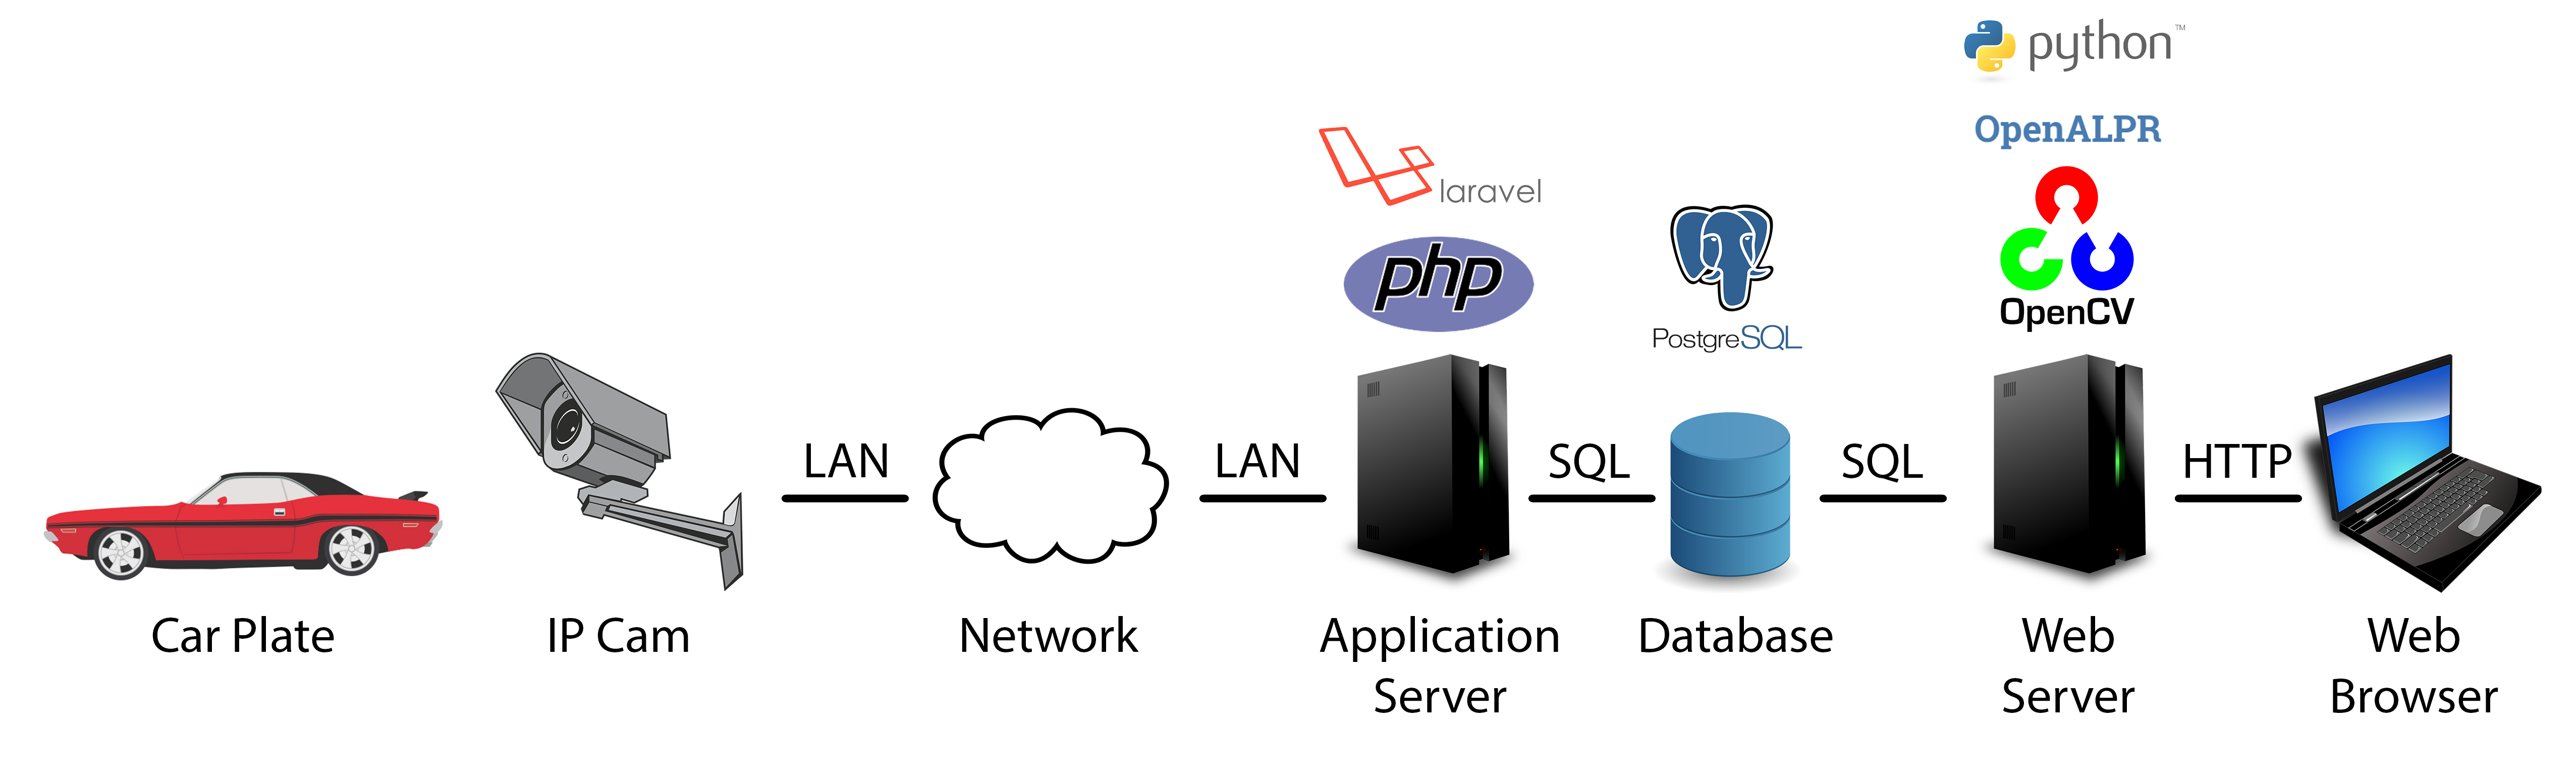 python™
OpenALPR
laravel
php
OpenCV
PostgreSQL
LAN
LAN
SQL
SQL
HTTP
Car Plate
IP Cam
Network
Application
Server
Database
Web
Server
Web
Browser